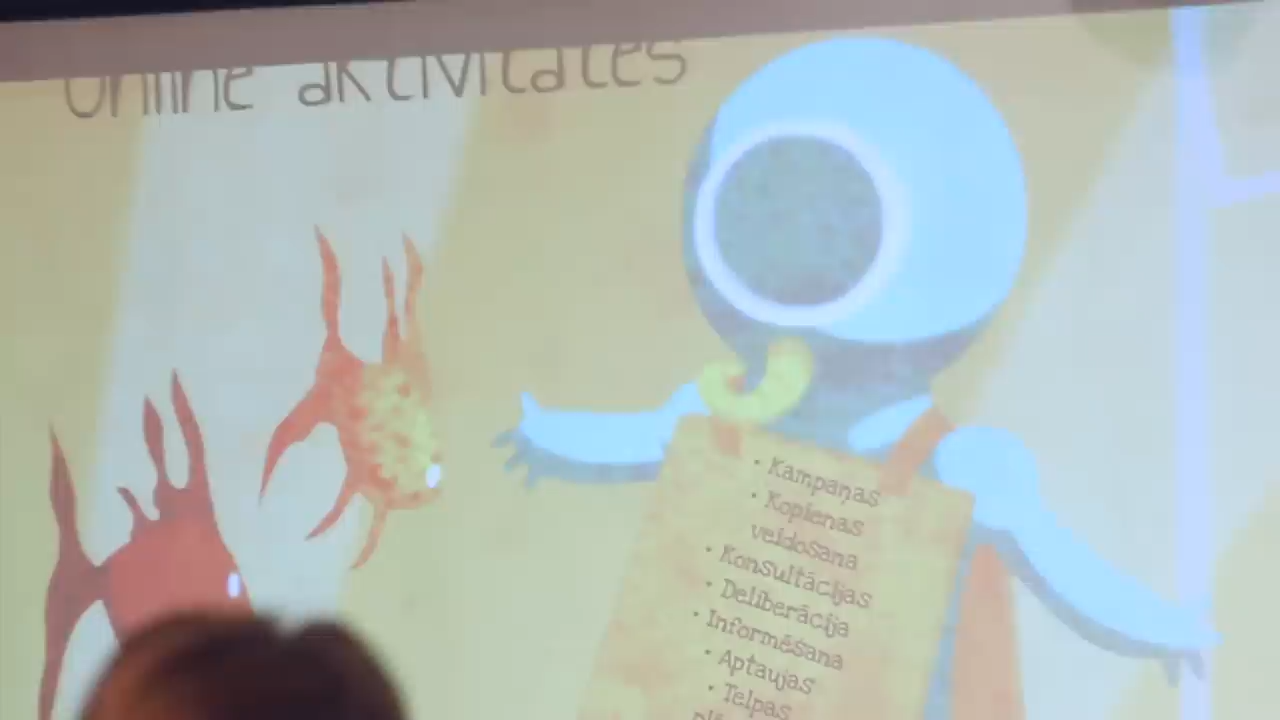 Online aktivitātes
• Kampaņas
• Kopienas
veidošana
• Konsultācijas
• Deliberācija
• Informēšana
• Aptaujas
• Telpas